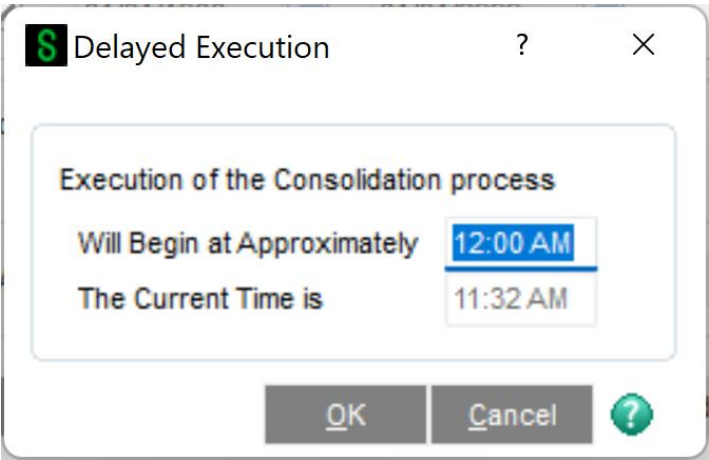 S Delayed Execution ?
Execution of the Consolidation process
Will Begin at Approximately 12:00 AM
The Current Time is 11:32 AM
OK Cancel ?